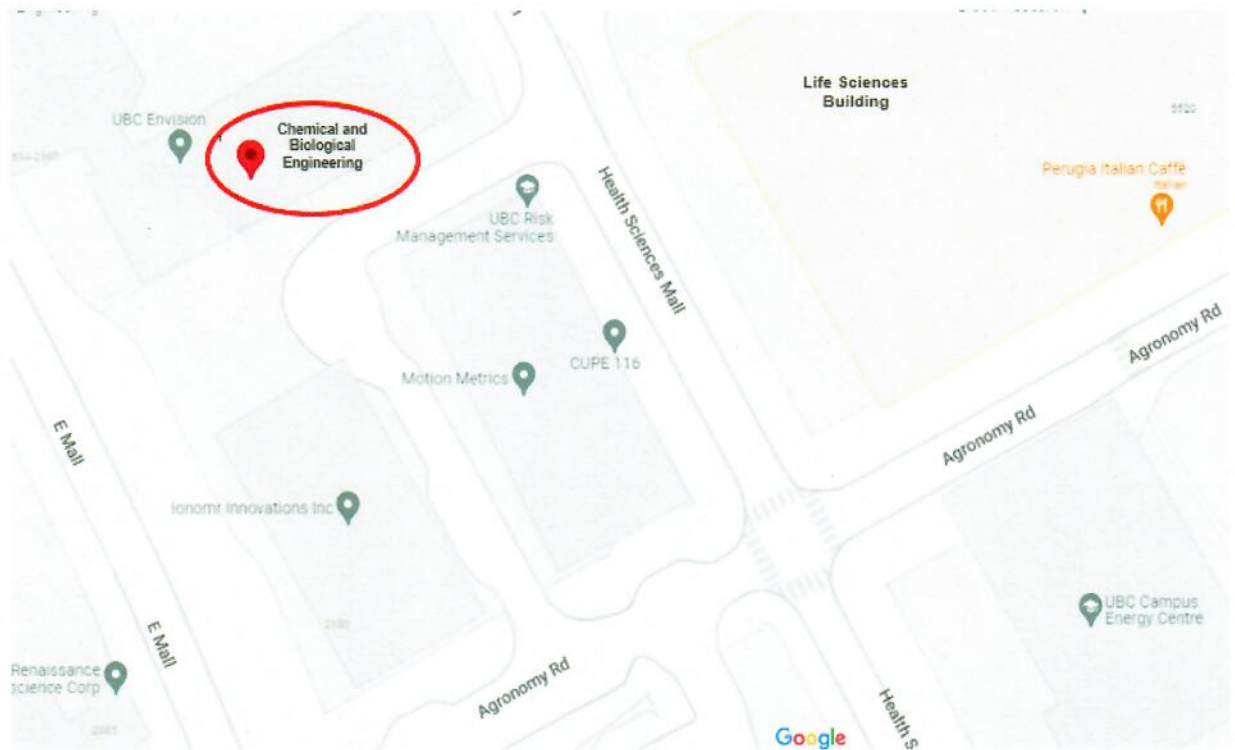 Life Sciences
Building
5520
UBC Envision
Chemical and
Biological
Engineering
Perugia Italian Caffè
Italian
UBC Risk
Management Services
Health Sciences Mall
CUPE 116
Motion Metrics
Agronomy Rd
Agronomy Rd
E Mall
Ionomr Innovations Inc
UBC Campus
Energy Centre
E Mall
Renaissance
science Corp
Agronomy Rd
Health S
Google